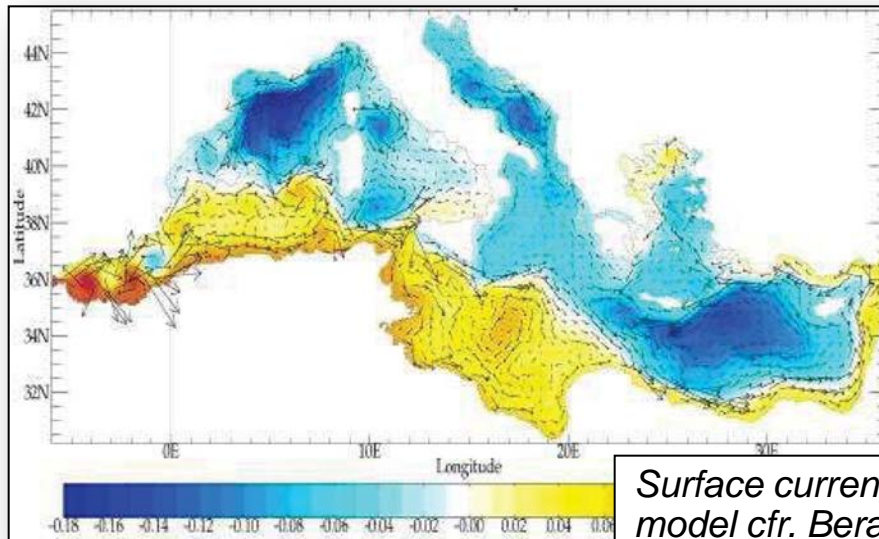 44N
42N
40N
38N
36N
34N
32N
Latitude
0E 10E 20E 30E
Longitude
-0.18 -0.16 -0.14 -0.12 -0.10 -0.08 -0.06 -0.04 -0.02 -0.00 0.02 0.04
Surface curren
model cfr. Bera